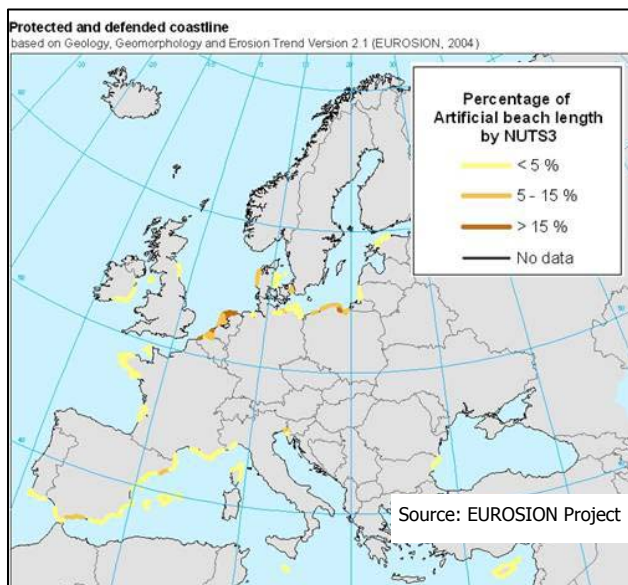 Protected and defended coastline
based on Geology, Geomorphology and Erosion Trend Version 2.1 (EUROSION, 2004)
Percentage of
Artificial beach length
by NUTS3
< 5 %
5 - 15 %
> 15 %
No data
Source: EUROSION Project